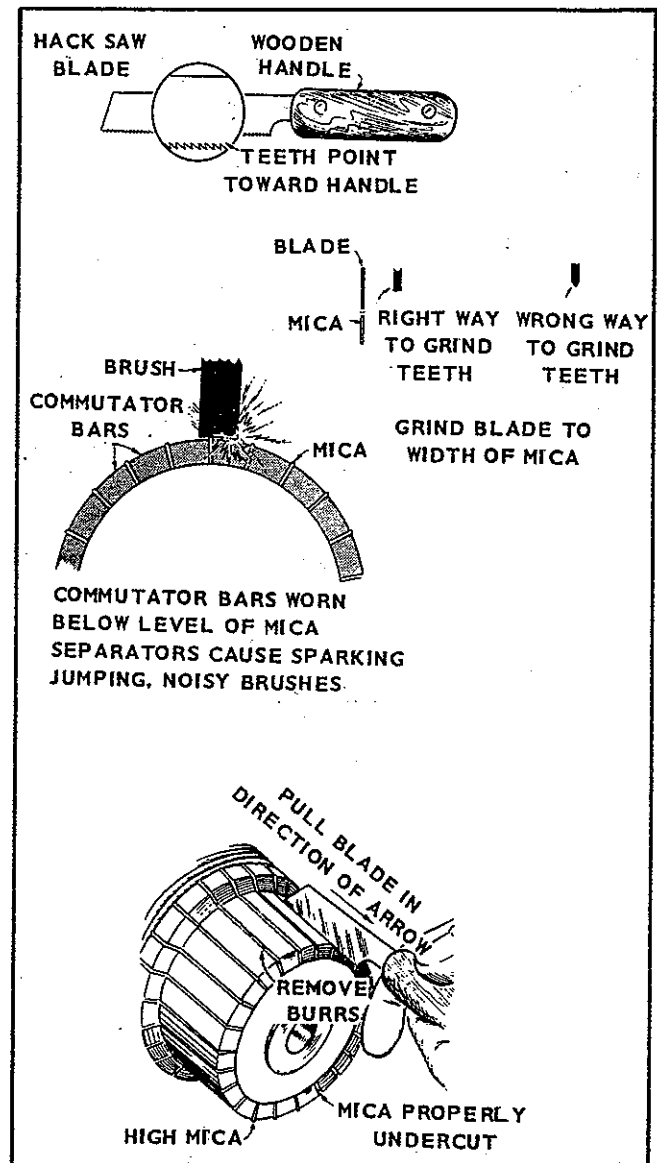 HACK SAW
BLADE
WOODEN
HANDLE
TEETH POINT
TOWARD HANDLE
BLADE
MICA
RIGHT WAY
TO GRIND
TEETH
WRONG WAY
TO GRIND
TEETH
BRUSH
COMMUTATOR
BARS
MICA
GRIND BLADE TO
WIDTH OF MICA
COMMUTATOR BARS WORN
BELOW LEVEL OF MICA
SEPARATORS CAUSE SPARKING
JUMPING, NOISY BRUSHES
PULL BLADE IN
DIRECTION OF ARROW
REMOVE
BURRS
HIGH MICA
MICA PROPERLY
UNDERCUT